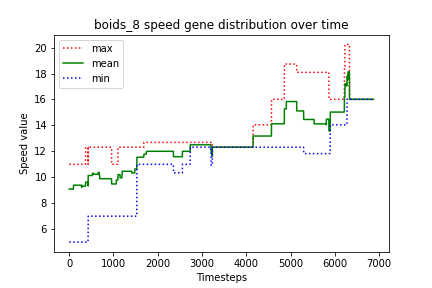 boids_8 speed gene distribution over time
max
mean
min
Speed value
20
18
16
14
12
10
8
6
0 1000 2000 3000 4000 5000 6000 7000
Timesteps